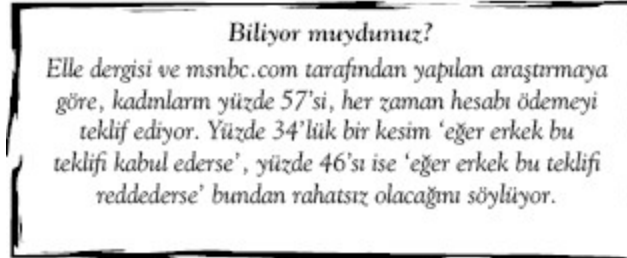 Biliyor muydunuz?
Elle dergisi ve msnbc.com tarafından yapılan araştırmaya
göre, kadınların yüzde 57'si, her zaman hesabı ödemeyi
teklif ediyor. Yüzde 34'lük bir kesim 'eğer erkek bu
teklifi kabul ederse', yüzde 46'sı ise 'eğer erkek bu teklifi
reddederse' bundan rahatsız olacağını söylüyor.